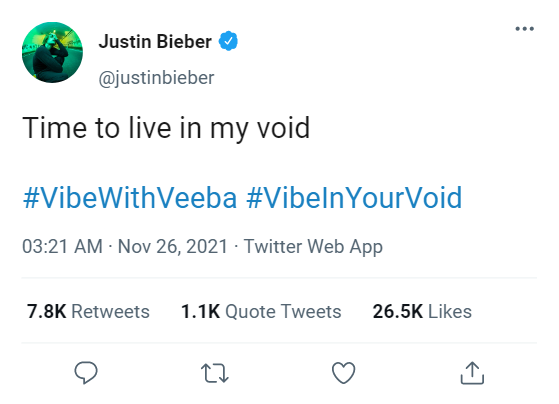 Justin Bieber
@justinbieber
Time to live in my void
#VibeWithVeeba #VibeInYourVoid
03:21 AM · Nov 26, 2021 · Twitter Web App
7.8K Retweets 1.1K Quote Tweets 26.5K Likes